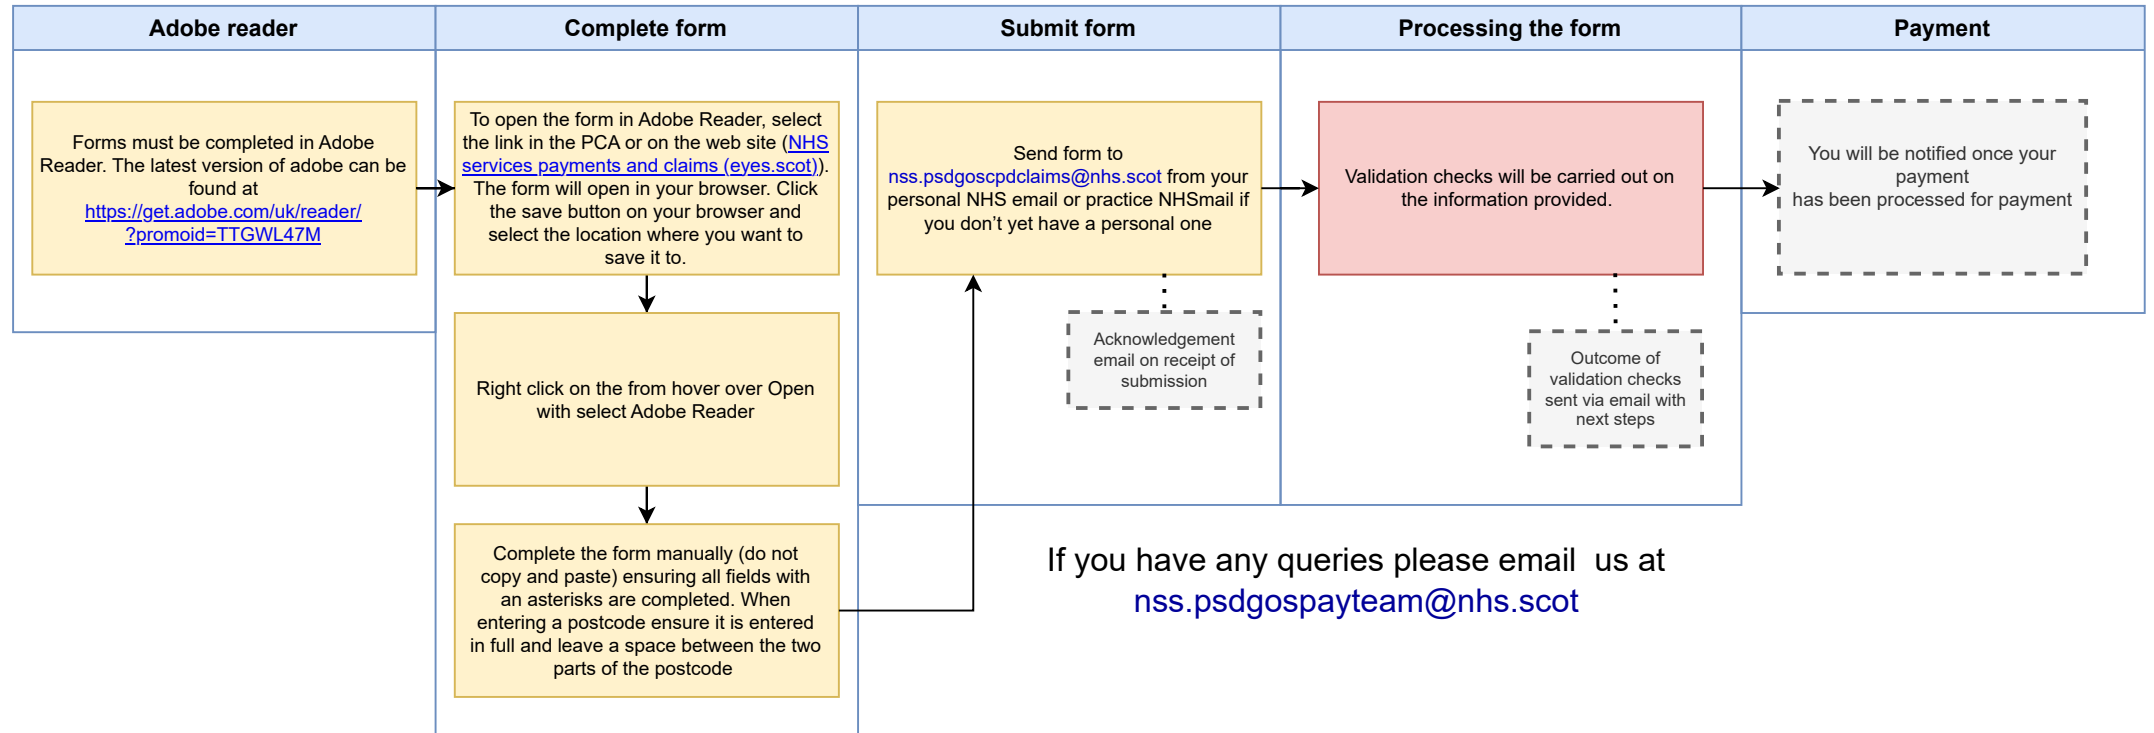 Adobe reader
Complete form
Submit form
Processing the form
Payment
Forms must be completed in Adobe
Reader. The latest version of adobe can be
found at
https://get.adobe.com/uk/reader/
?promoid=TTGWL47M
To open the form in Adobe Reader, select
the link in the PCA or on the web site (NHS
services payments and claims (eyes.scot)).
The form will open in your browser. Click
the save button on your browser and
select the location where you want to
save it to.
Right click on the from hover over Open
with select Adobe Reader
Complete the form manually (do not
copy and paste) ensuring all fields with
an asterisks are completed. When
entering a postcode ensure it is entered
in full and leave a space between the two
parts of the postcode
Send form to
nss.psdgoscpdclaims@nhs.scot from your
personal NHS email or practice NHSmail if
you don’t yet have a personal one
Acknowledgement
email on receipt of
submission
Validation checks will be carried out on
the information provided.
Outcome of
validation checks
sent via email with
next steps
You will be notified once your
payment
has been processed for payment
If you have any queries please email  us at
nss.psdgospayteam@nhs.scot